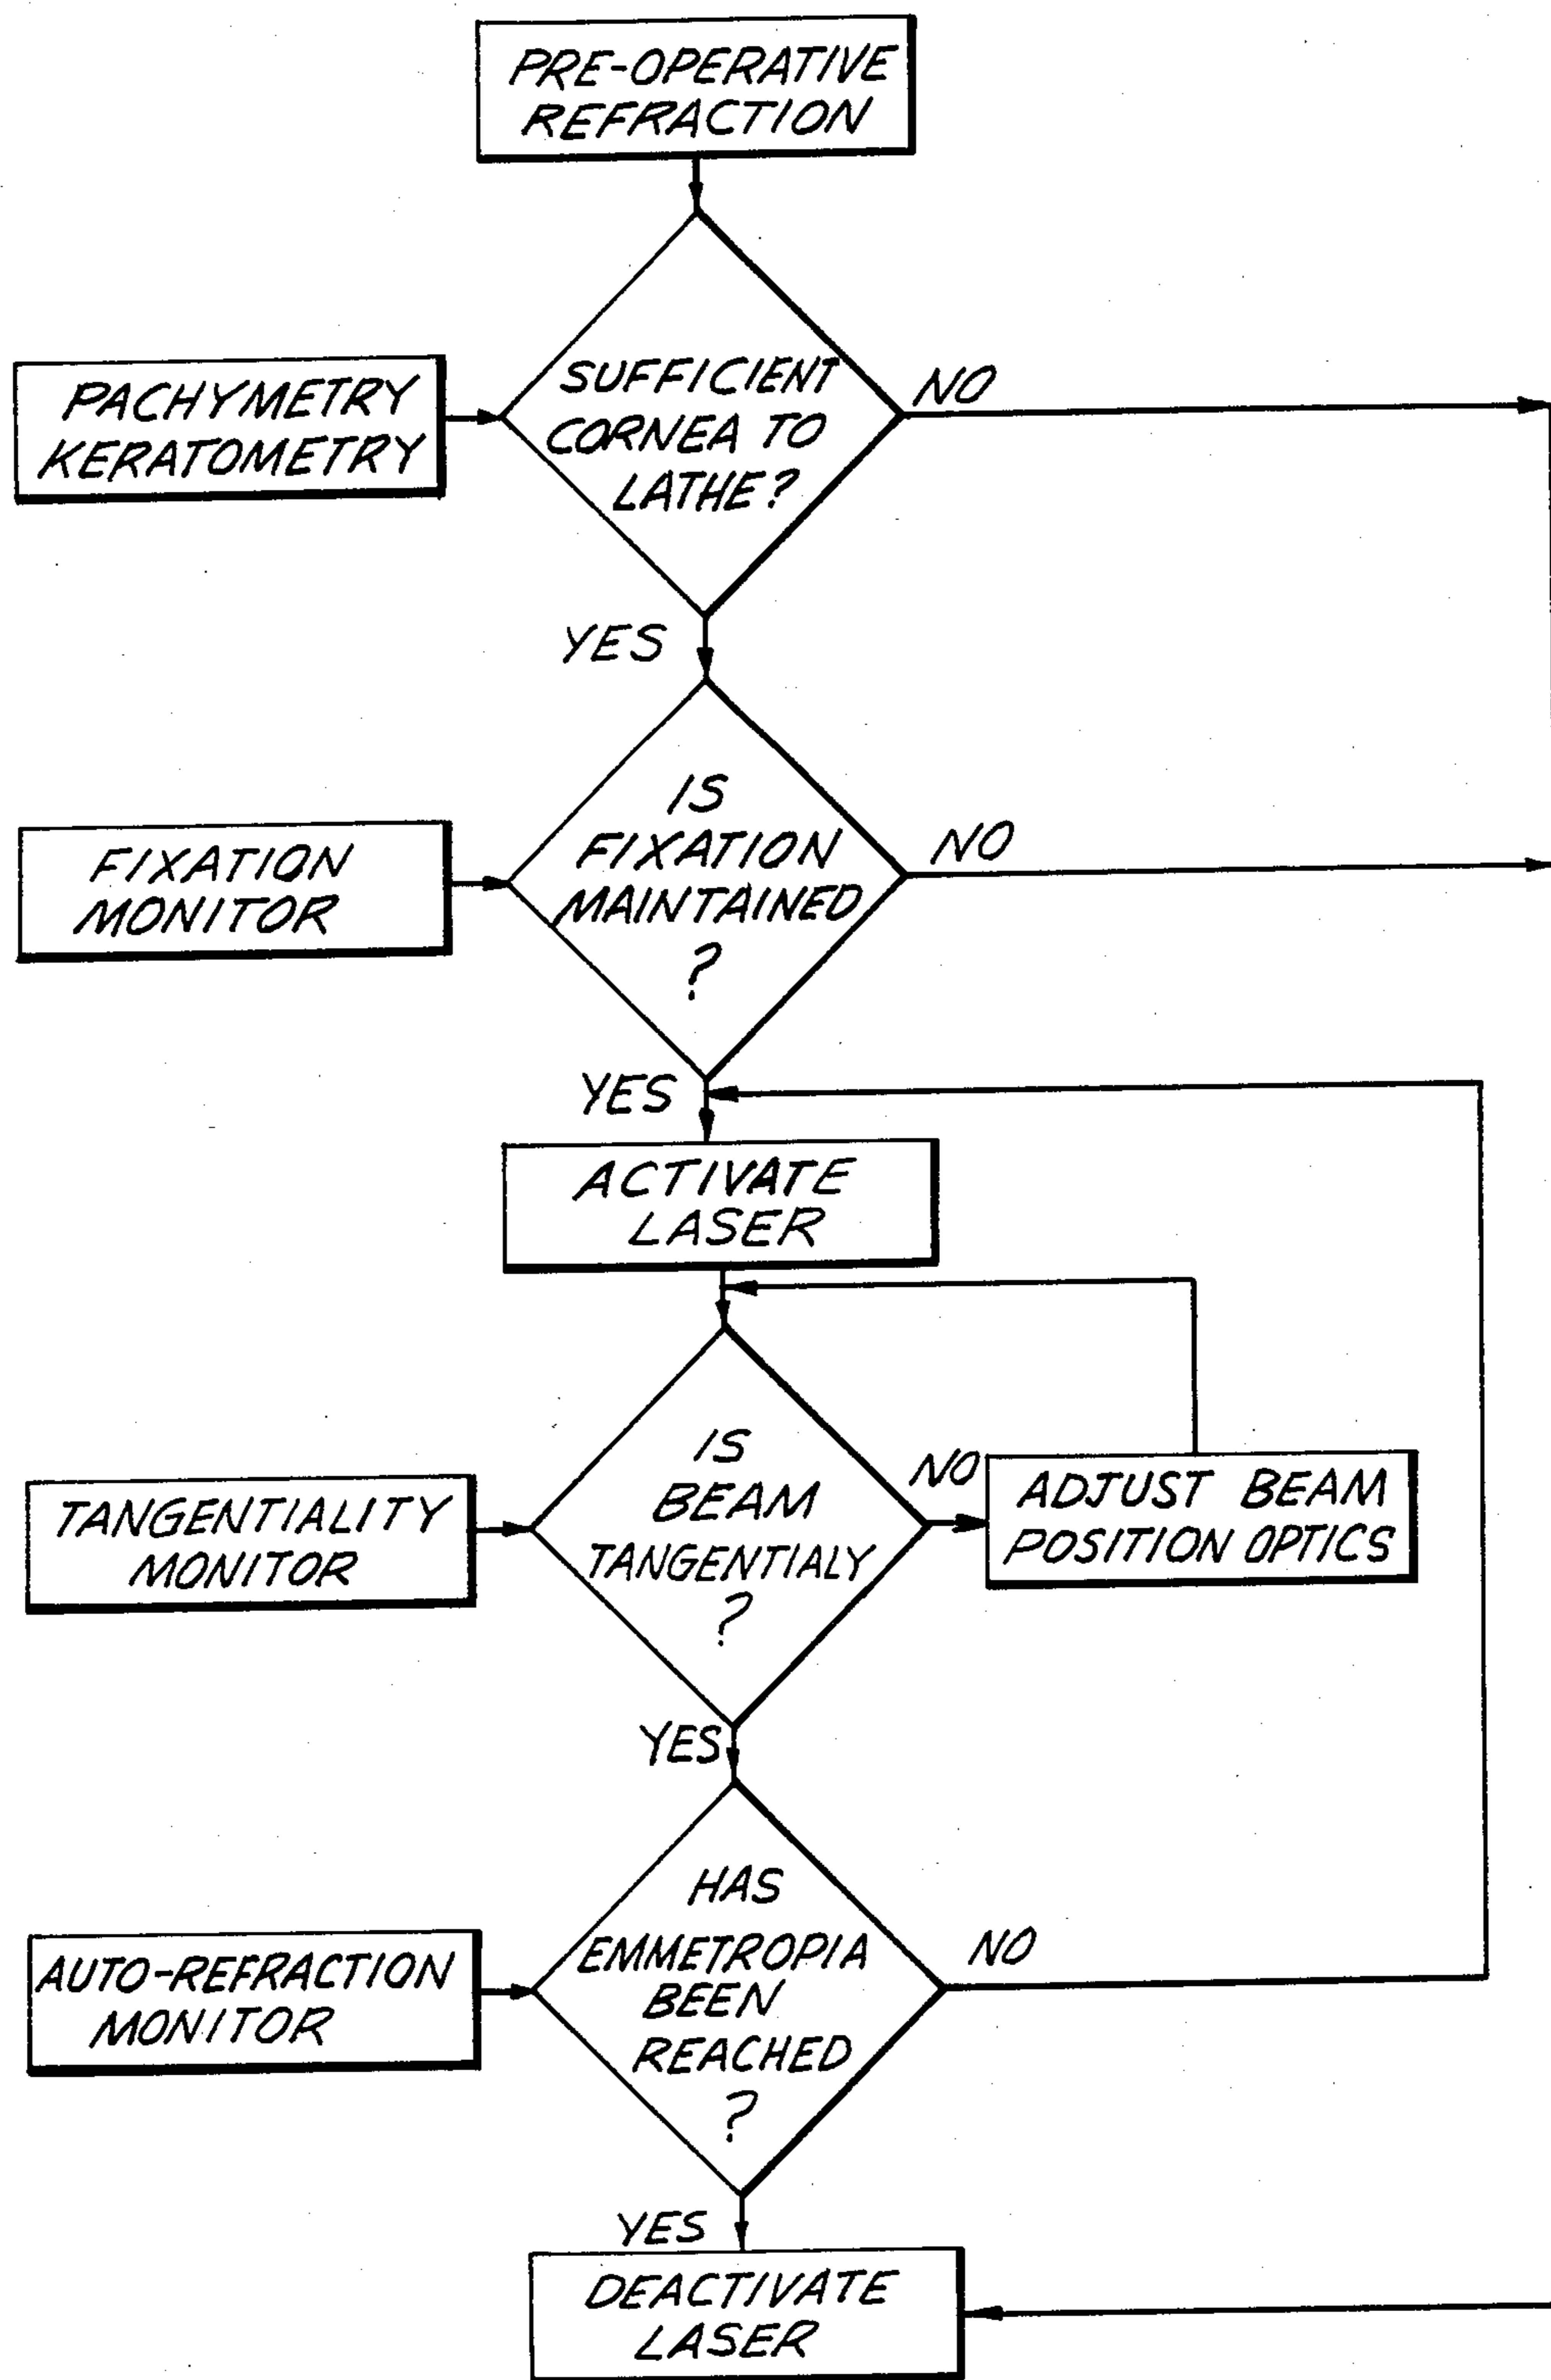 PRE-OPERATIVE
REFRACTION
PACHYMETRY
KERATOMETRY
SUFFICIENT
CORNEA TO
LATHE?
NO
YES
FIXATION
MONITOR
IS
FIXATION
MAINTAINED
?
NO
YES
ACTIVATE
LASER
TANGENTIALITY
MONITOR
IS
BEAM
TANGENTIALY
?
NO
ADJUST BEAM
POSITION OPTICS
YES
AUTO-REFRACTION
MONITOR
HAS
EMMETROPIA
BEEN
REACHED
?
NO
YES
DEACTIVATE
LASER